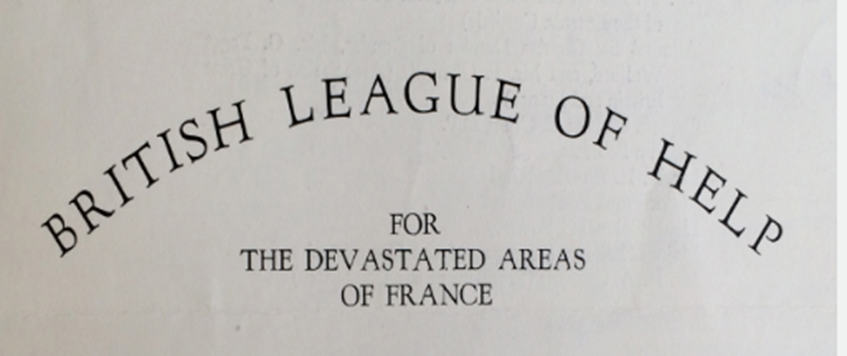 BRITISH LEAGUE OF HELP
FOR
THE DEVASTATED AREAS
OF FRANCE